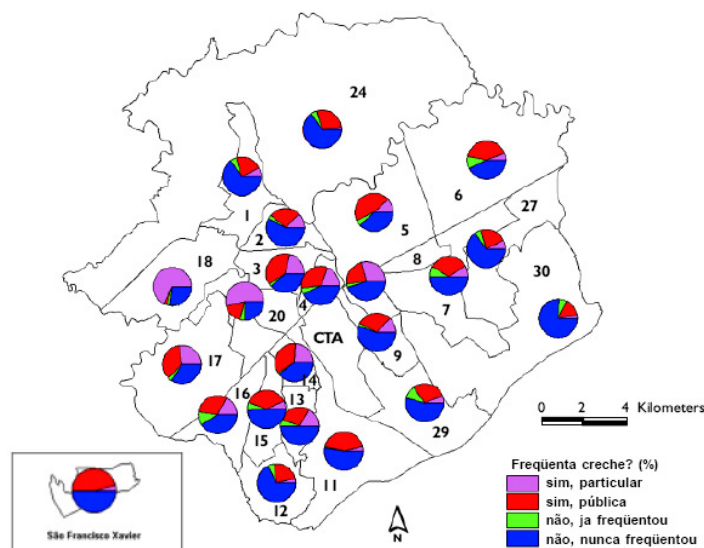 24
6
27
1
2
5
8
18
3
30
4
20
7
CTA
17
9
14
16
13
29
15
11
12
0 2 4 Kilometers
N
São Francisco Xavier
Freqüenta creche? (%)
sim, particular
sim, pública
não, ja freqüentou
não, nunca freqüentou